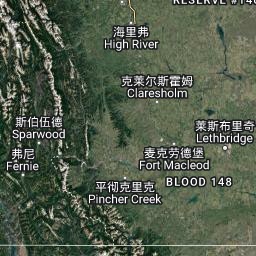 RESERVE #14
海里弗
High River
克莱尔斯霍姆
Claresholm
斯伯伍德
Sparwood
莱斯布里奇
Lethbridge
弗尼
Fernie
麦克劳德堡
Fort Macleod
平彻克里克
Pincher Creek
BLOOD 148